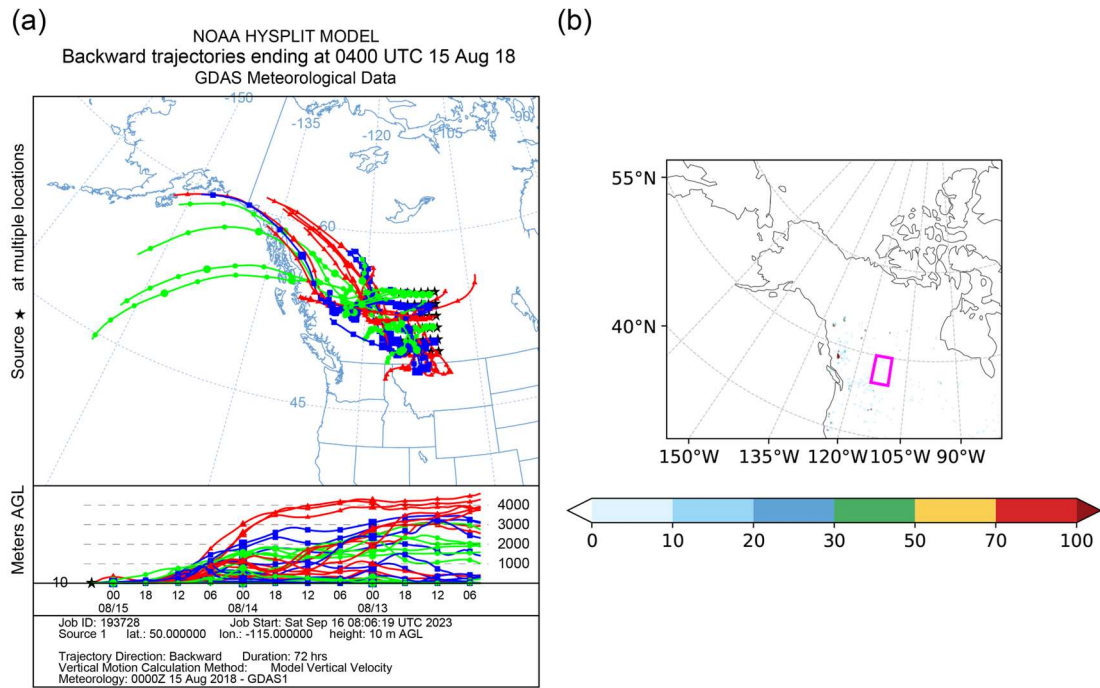 (a)
NOAA HYSPLIT MODEL
Backward trajectories ending at 0400 UTC 15 Aug 18
GDAS Meteorological Data
Source ★ at multiple locations
-150
-135
-120
-105
-90
60
45
Meters AGL
4000
3000
2000
1000
10
00 18 12 06 00 18 12 06 00 18 12 06
08/15 08/14 08/13
Job ID: 193728 Job Start: Sat Sep 16 08:06:19 UTC 2023
Source 1 lat.: 50.000000 lon.: -115.000000 height: 10 m AGL
Trajectory Direction: Backward Duration: 72 hrs
Vertical Motion Calculation Method: Model Vertical Velocity
Meteorology: 0000Z 15 Aug 2018 - GDAS1
(b)
55°N
40°N
150°W 135°W 120°W 105°W 90°W
0 10 20 30 50 70 100